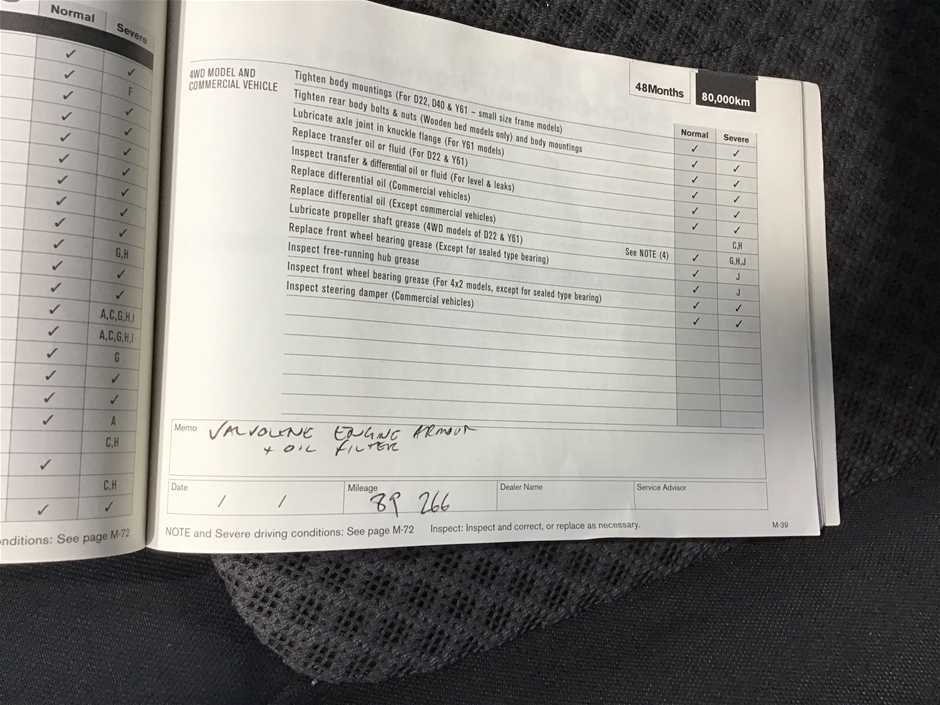 Normal Severe
✓ ✓
✓ F
✓ ✓
✓ ✓
✓ ✓
✓ ✓
✓ ✓
✓ ✓
✓ ✓
✓ G,H
✓ ✓
✓ ✓
✓ A,C,G,H,I
✓ A,C,G,H,I
✓ G
✓ ✓
✓ ✓
✓ A
C,H
✓
C,H
✓ ✓
onditions: See page M-72
48Months 80,000km
Normal Severe
4WD MODEL AND
COMMERCIAL VEHICLE
Tighten body mountings (For D22, D40 & Y61 – small size frame models) ✓ ✓
Tighten rear body bolts & nuts (Wooden bed models only) and body mountings ✓ ✓
Lubricate axle joint in knuckle flange (For Y61 models) ✓ ✓
Replace transfer oil or fluid (For D22 & Y61) ✓ ✓
Inspect transfer & differential oil or fluid (For level & leaks) ✓ ✓
Replace differential oil (Commercial vehicles) ✓ ✓
Replace differential oil (Except commercial vehicles) C,H
Lubricate propeller shaft grease (4WD models of D22 & Y61) See NOTE (4) ✓ G,H,J
Replace front wheel bearing grease (Except for sealed type bearing) ✓ J
Inspect free-running hub grease ✓ J
Inspect front wheel bearing grease (For 4x2 models, except for sealed type bearing) ✓ ✓
Inspect steering damper (Commercial vehicles) ✓ ✓
Memo VALVOLINE ENGINE ARMOUR
+ OIL FILTER
Date / / Mileage 89 266 Dealer Name Service Advisor
NOTE and Severe driving conditions: See page M-72 Inspect: Inspect and correct, or replace as necessary. M-39